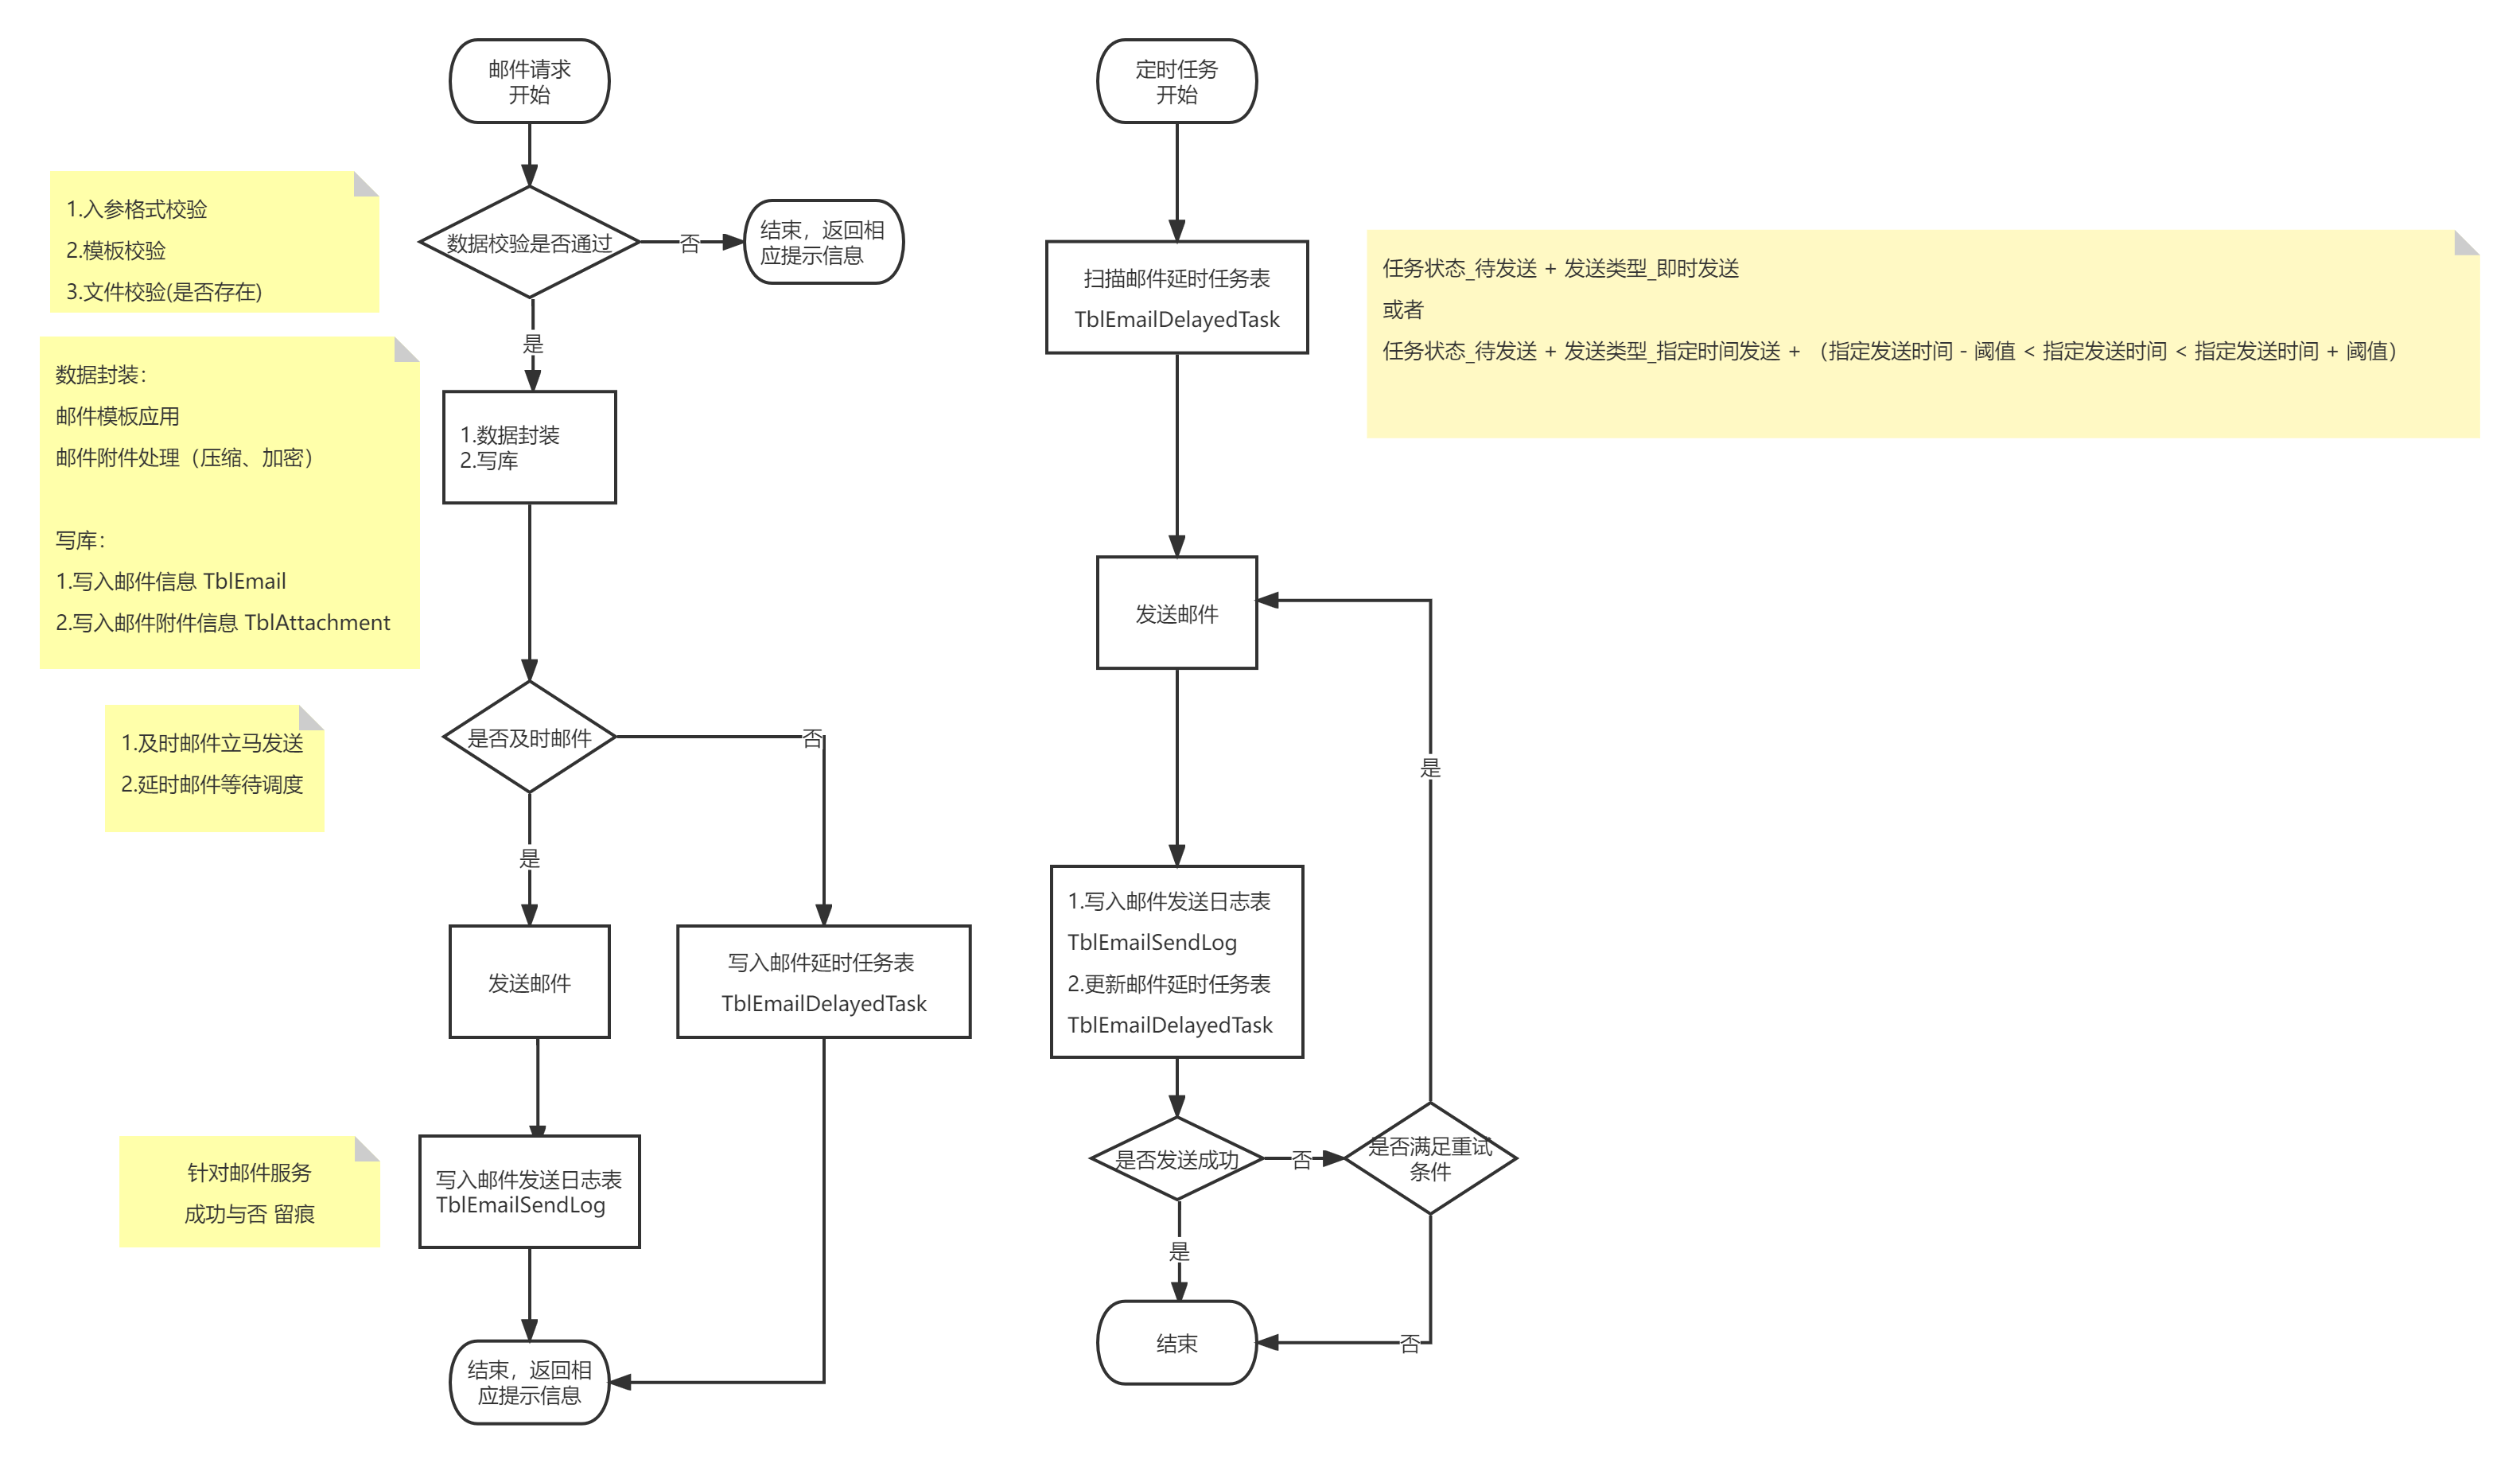 邮件请求
开始
1.入参格式校验
2.模板校验
3.文件校验(是否存在)
数据校验是否通过
否
结束，返回相
应提示信息
是
数据封装：
邮件模板应用
邮件附件处理（压缩、加密）
写库：
1.写入邮件信息 TblEmail
2.写入邮件附件信息 TblAttachment
1.数据封装
2.写库
1.及时邮件立马发送
2.延时邮件等待调度
是否及时邮件
否
是
发送邮件
写入邮件延时任务表
TblEmailDelayedTask
针对邮件服务
成功与否 留痕
写入邮件发送日志表
TblEmailSendLog
结束，返回相
应提示信息
定时任务
开始
扫描邮件延时任务表
TblEmailDelayedTask
任务状态_待发送 + 发送类型_即时发送
或者
任务状态_待发送 + 发送类型_指定时间发送 + （指定发送时间 - 阈值 < 指定发送时间 < 指定发送时间 + 阈值）
发送邮件
是
1.写入邮件发送日志表
TblEmailSendLog
2.更新邮件延时任务表
TblEmailDelayedTask
是否发送成功
否
是否满足重试
条件
是
结束
否